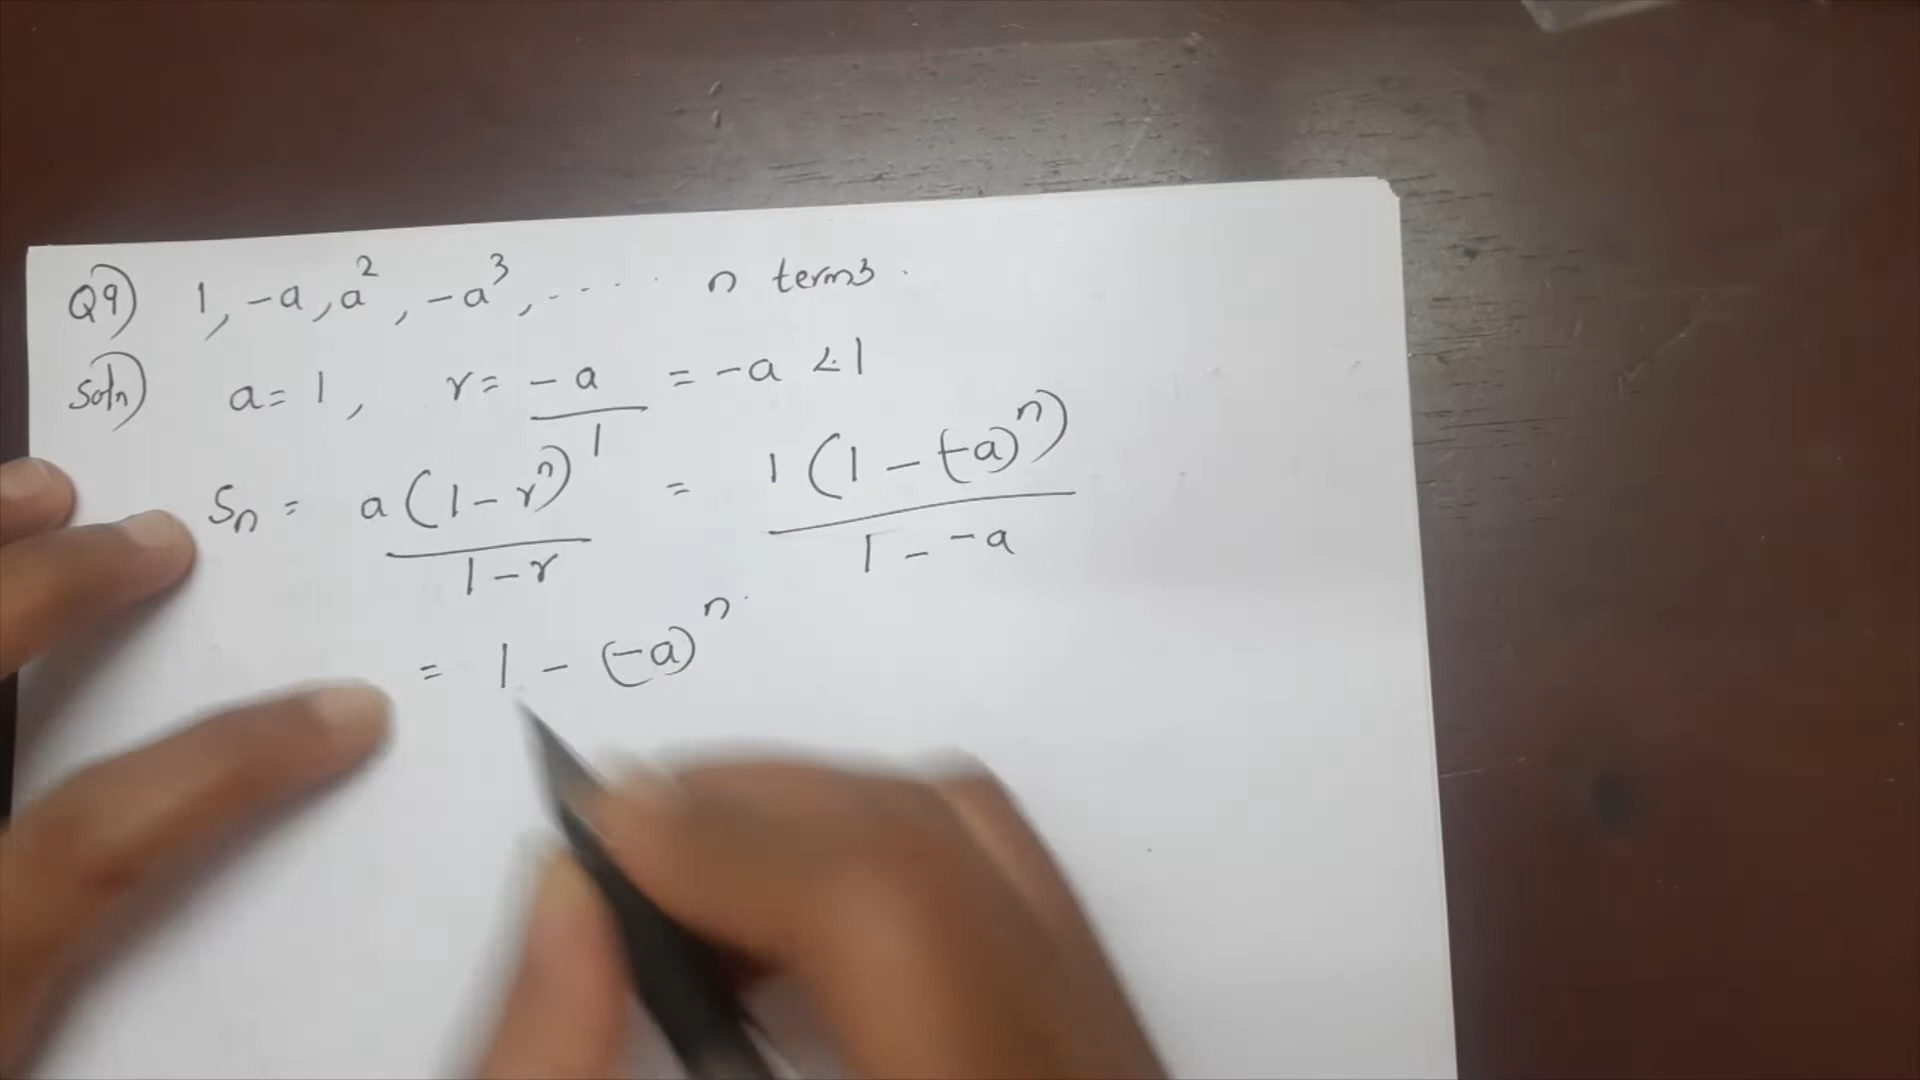 Q9) 1, -a, a², -a³, ..... n terms.
Soln) a = 1, r = -a/1 = -a < 1
Sn = a(1-rⁿ)/1-r = 1(1-(-a)ⁿ)/1--a
= 1-(-a)ⁿ